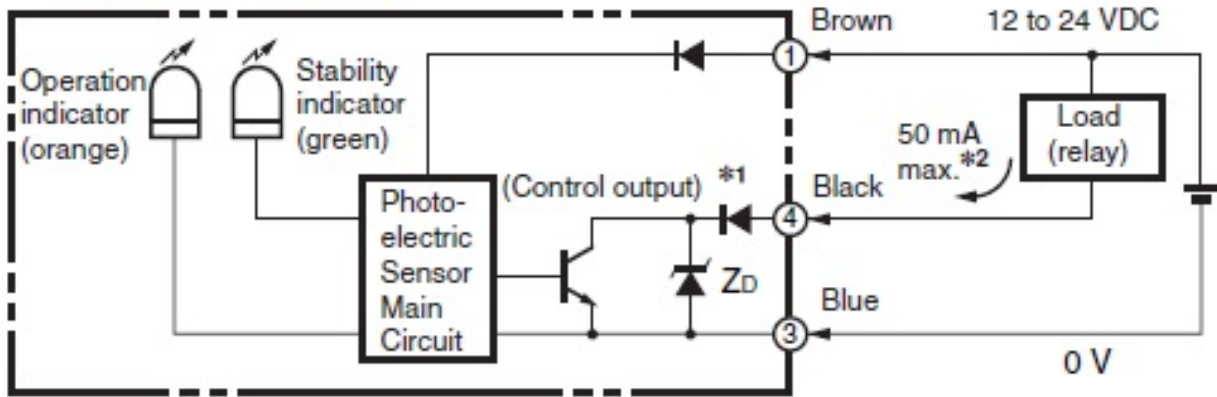 Brown
12 to 24 VDC
1
Operation
indicator
(orange)
Stability
indicator
(green)
Load
(relay)
50 mA
max.*2
(Control output)
*1
Black
4
Photo-
electric
Sensor
Main
Circuit
ZD
Blue
3
0 V